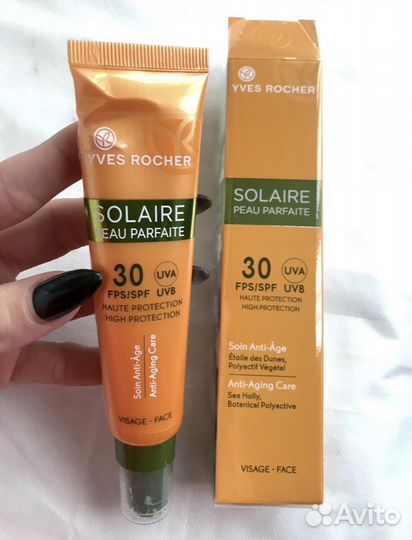 YVES ROCHER
SOLAIRE
PEAU PARFAITE
30
UVA
FPS/SPF UVB
HAUTE PROTECTION
HIGH PROTECTION
Soin Anti-Âge
Anti-Aging Care
VISAGE • FACE
YVES ROCHER
SOLAIRE
PEAU PARFAITE
30
UVA
FPS/SPF UVB
HAUTE PROTECTION
HIGH PROTECTION
Soin Anti-Âge
Étoile des Dunes,
Polyactif Végétal
Anti-Aging Care
Sea Holly,
Botanical Polyactive
VISAGE • FACE
Avito